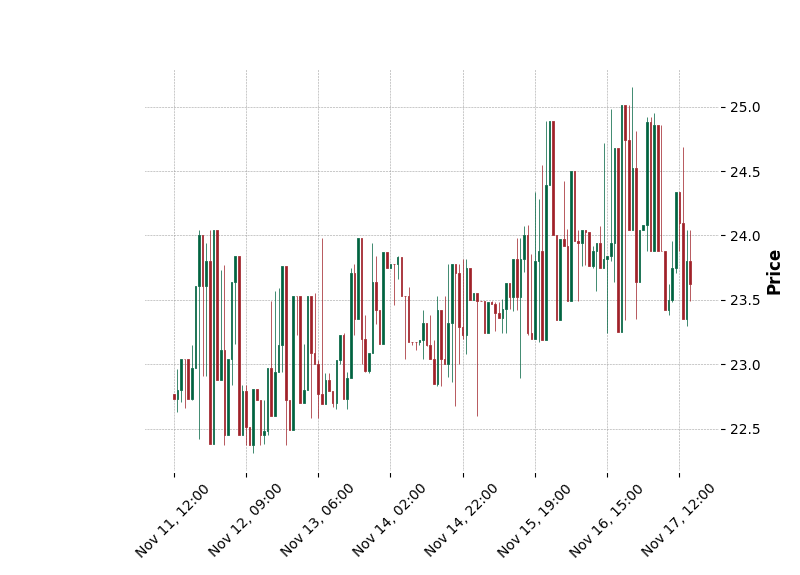 25.0
24.5
24.0
23.5
23.0
22.5
Price
Nov 11, 12:00
Nov 12, 09:00
Nov 13, 06:00
Nov 14, 02:00
Nov 14, 22:00
Nov 15, 19:00
Nov 16, 15:00
Nov 17, 12:00